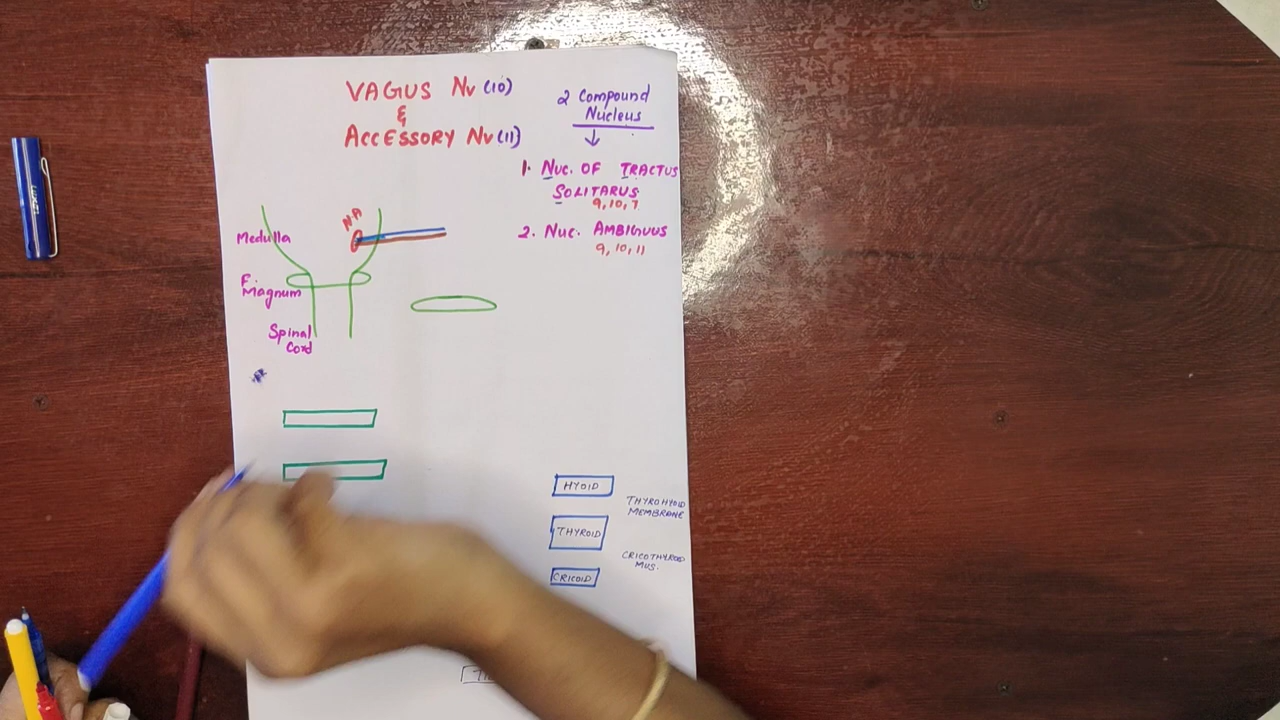 VAGUS Nv (10)
&
ACCESSORY Nv (11)
2 Compound
Nucleus
1. Nuc. OF TRACTUS
SOLITARUS
9, 10, 7
2. Nuc. AMBIGUUS
9, 10, 11
N.A
Medulla
F.
Magnum
Spinal
Cord
HYOID
THYROHYOID
MEMBRANE
THYROID
CRICOTHYROID
MUS.
CRICOID